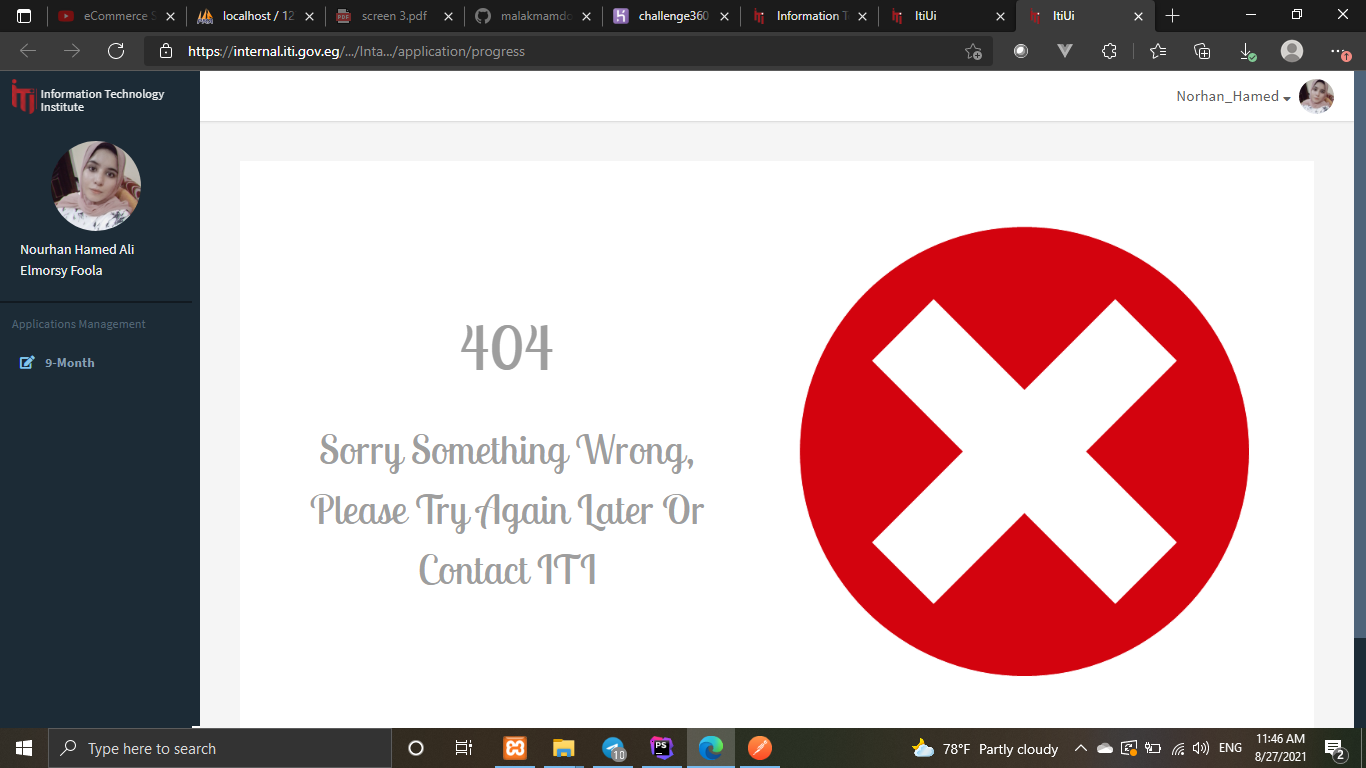 eCommerce S
localhost / 12
screen 3.pdf
malakmamdo
challenge360
Information T
ItiUi
ItiUi
https://internal.iti.gov.eg/.../Inta.../application/progress
iTi
Information Technology
Institute
Norhan_Hamed
Nourhan Hamed Ali
Elmorsy Foola
Applications Management
9-Month
404
Sorry Something Wrong,
Please Try Again Later Or
Contact ITI
Type here to search
10
PS
78°F Partly cloudy
ENG
11:46 AM
8/27/2021
2